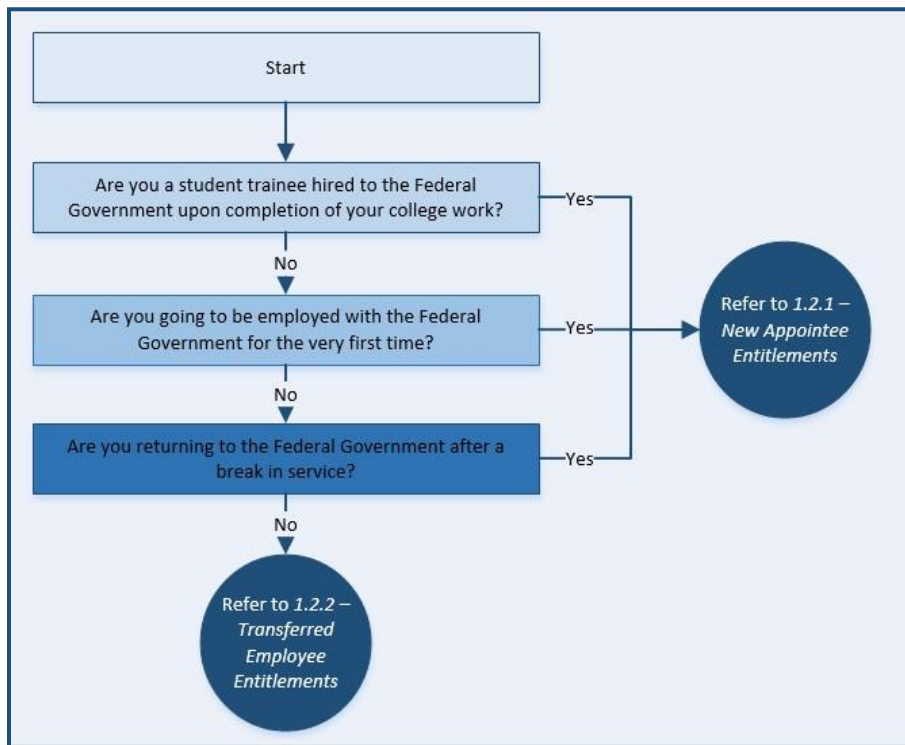 Start
Are you a student trainee hired to the Federal
Government upon completion of your college work?
Yes
No
Are you going to be employed with the Federal
Government for the very first time?
Yes
Refer to 1.2.1 –
New Appointee
Entitlements
No
Are you returning to the Federal Government after a
break in service?
Yes
No
Refer to 1.2.2 –
Transferred
Employee
Entitlements